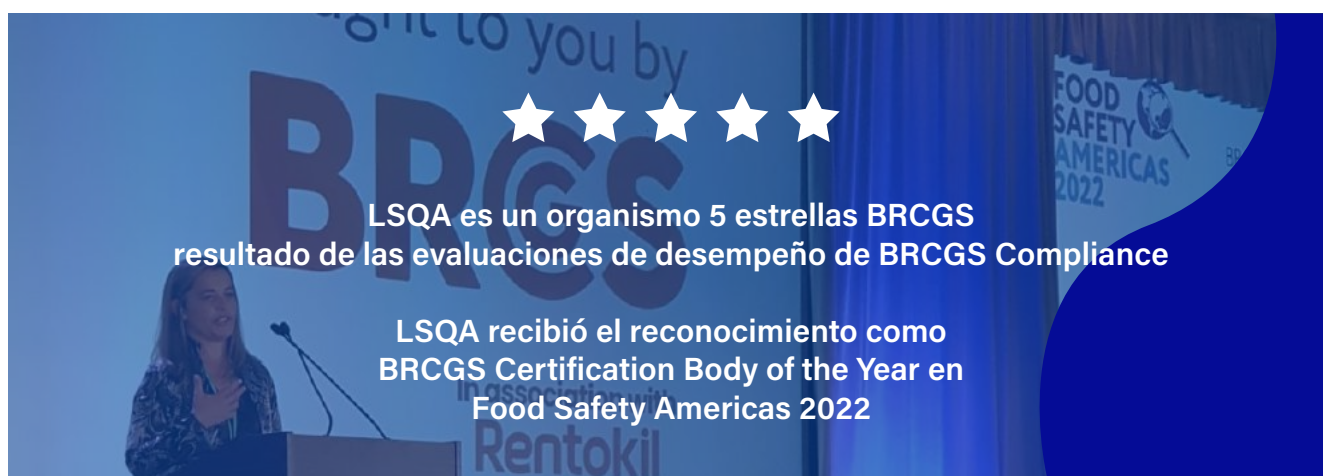 ght to you by
BRCGS
FOOD
SAFETY
AMERICAS
2022
LSQA es un organismo 5 estrellas BRCGS
resultado de las evaluaciones de desempeño de BRCGS Compliance
LSQA recibió el reconocimiento como
BRCGS Certification Body of the Year en
Food Safety Americas 2022
In association with
Rentokil